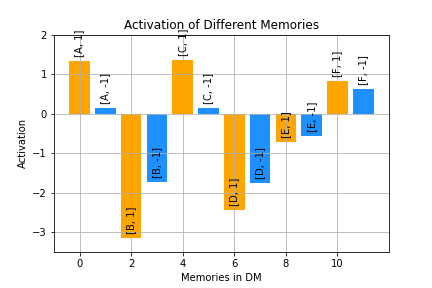 Activation of Different Memories
Activation
2
1
0
−1
−2
−3
[A, 1]
[A, -1]
[B, 1]
[B, -1]
[C, 1]
[C, -1]
[D, 1]
[D, -1]
[E, 1]
[E, -1]
[F, 1]
[F, -1]
0 2 4 6 8 10
Memories in DM